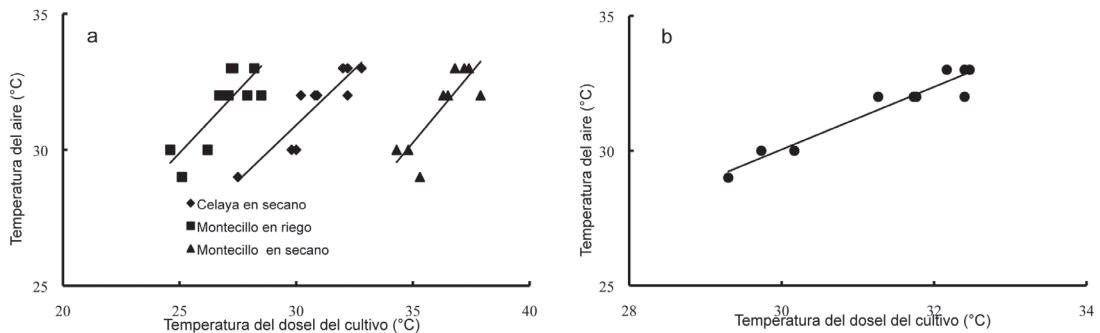 a
35
30
25
20
25
30
35
40
Temperatura del aire (°C)
Temperatura del dosel del cultivo (°C)
Celaya en secano
Montecillo en riego
Montecillo en secano
b
35
30
25
28
30
32
34
Temperatura del aire (°C)
Temperatura del dosel del cultivo (°C)